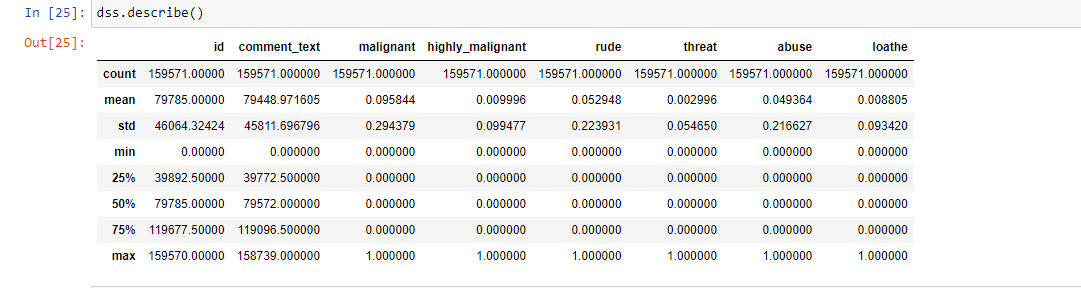 In [25]: dss.describe()
Out[25]:
id comment_text malignant highly_malignant rude threat abuse loathe
count 159571.00000 159571.000000 159571.000000 159571.000000 159571.000000 159571.000000 159571.000000 159571.000000
mean 79785.00000 79448.971605 0.095844 0.009996 0.052948 0.002996 0.049364 0.008805
std 46064.32424 45811.696796 0.294379 0.099477 0.223931 0.054650 0.216627 0.093420
min 0.00000 0.000000 0.000000 0.000000 0.000000 0.000000 0.000000 0.000000
25% 39892.50000 39772.500000 0.000000 0.000000 0.000000 0.000000 0.000000 0.000000
50% 79785.00000 79572.000000 0.000000 0.000000 0.000000 0.000000 0.000000 0.000000
75% 119677.50000 119096.500000 0.000000 0.000000 0.000000 0.000000 0.000000 0.000000
max 159570.00000 158739.000000 1.000000 1.000000 1.000000 1.000000 1.000000 1.000000